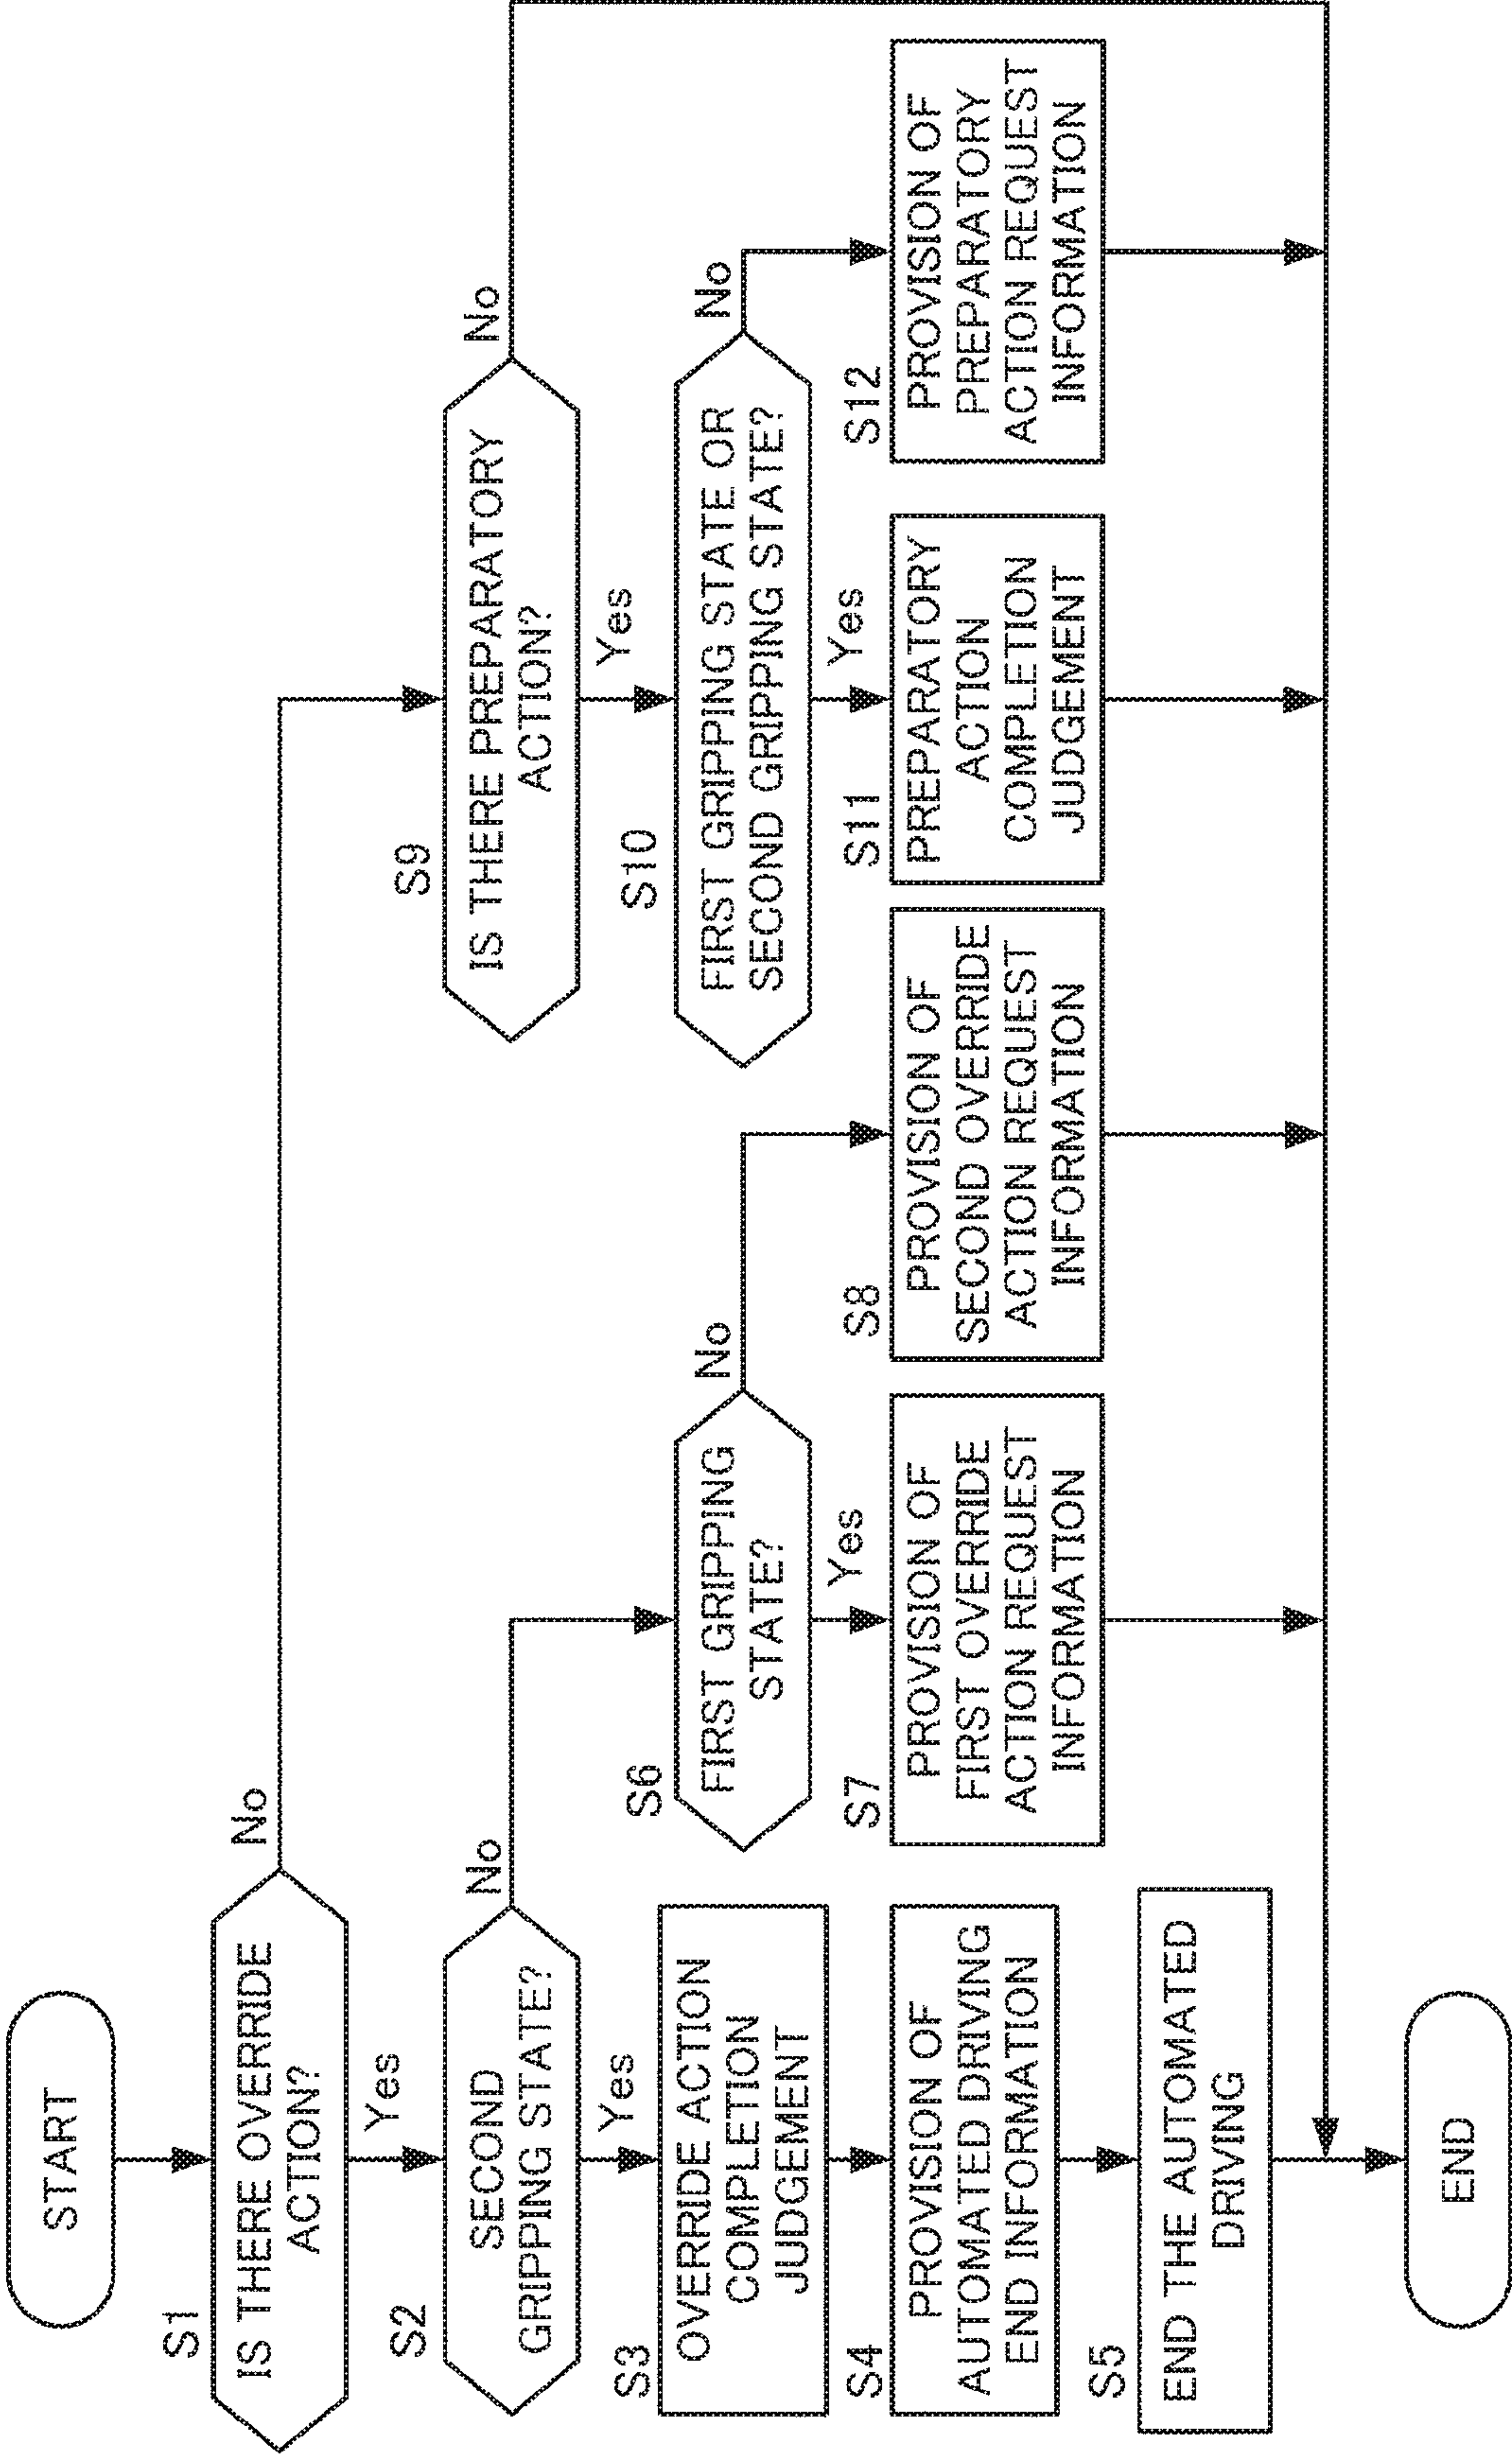 START
S1
IS THERE OVERRIDE
ACTION?
No
Yes
S2
SECOND
GRIPPING STATE?
No
Yes
S3
OVERRIDE ACTION
COMPLETION
JUDGEMENT
S4
PROVISION OF
AUTOMATED DRIVING
END INFORMATION
S5
END THE AUTOMATED
DRIVING
END
S6
FIRST GRIPPING
STATE?
No
Yes
S7
PROVISION OF
FIRST OVERRIDE
ACTION REQUEST
INFORMATION
S8
PROVISION OF
SECOND OVERRIDE
ACTION REQUEST
INFORMATION
S9
IS THERE PREPARATORY
ACTION?
No
Yes
S10
FIRST GRIPPING STATE OR
SECOND GRIPPING STATE?
No
Yes
S11
PREPARATORY
ACTION
COMPLETION
JUDGEMENT
S12
PROVISION OF
PREPARATORY
ACTION REQUEST
INFORMATION